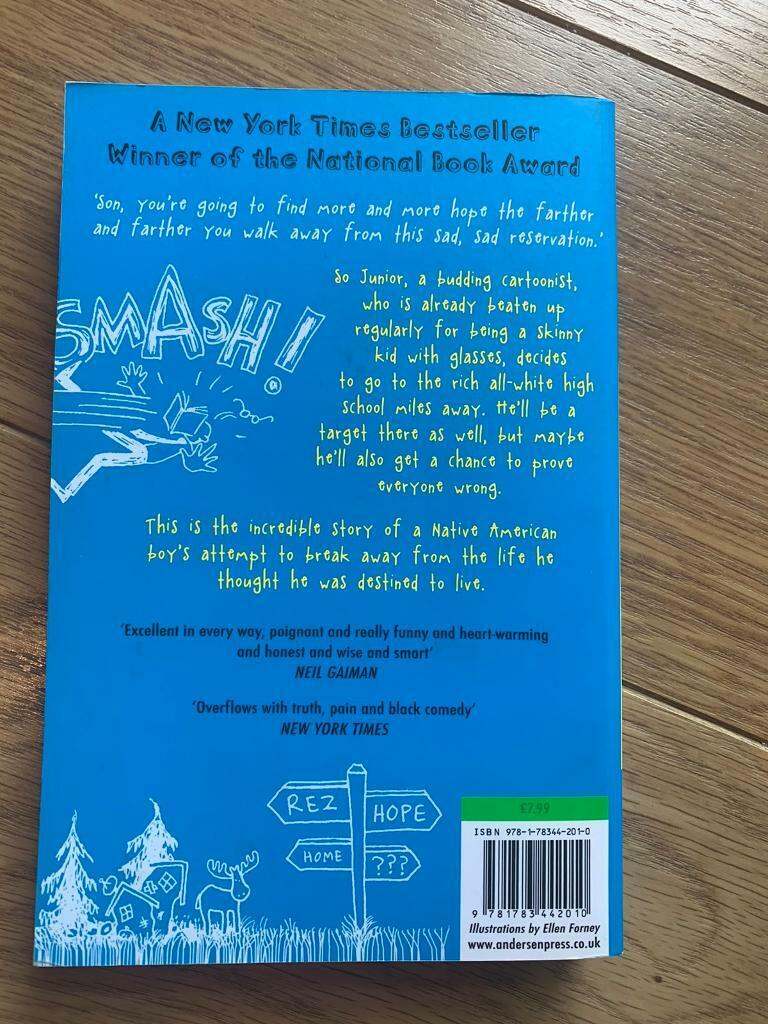 A New York Times Bestseller
Winner of the National Book Award
'Son, you're going to find more and more hope the farther
and farther you walk away from this sad, sad reservation.'
SMASH!
So Junior, a budding cartoonist,
who is already beaten up
regularly for being a skinny
kid with glasses, decides
to go to the rich all-white high
school miles away. He'll be a
target there as well, but maybe
he'll also get a chance to prove
everyone wrong.
This is the incredible story of a Native American
boy's attempt to break away from the life he
thought he was destined to live.
'Excellent in every way, poignant and really funny and heart-warming
and honest and wise and smart'
NEIL GAIMAN
'Overflows with truth, pain and black comedy'
NEW YORK TIMES
REZ
HOPE
HOME
???
£7.99
ISBN 978-1-78344-201-0
9 781783 442010
Illustrations by Ellen Forney
www.andersenpress.co.uk